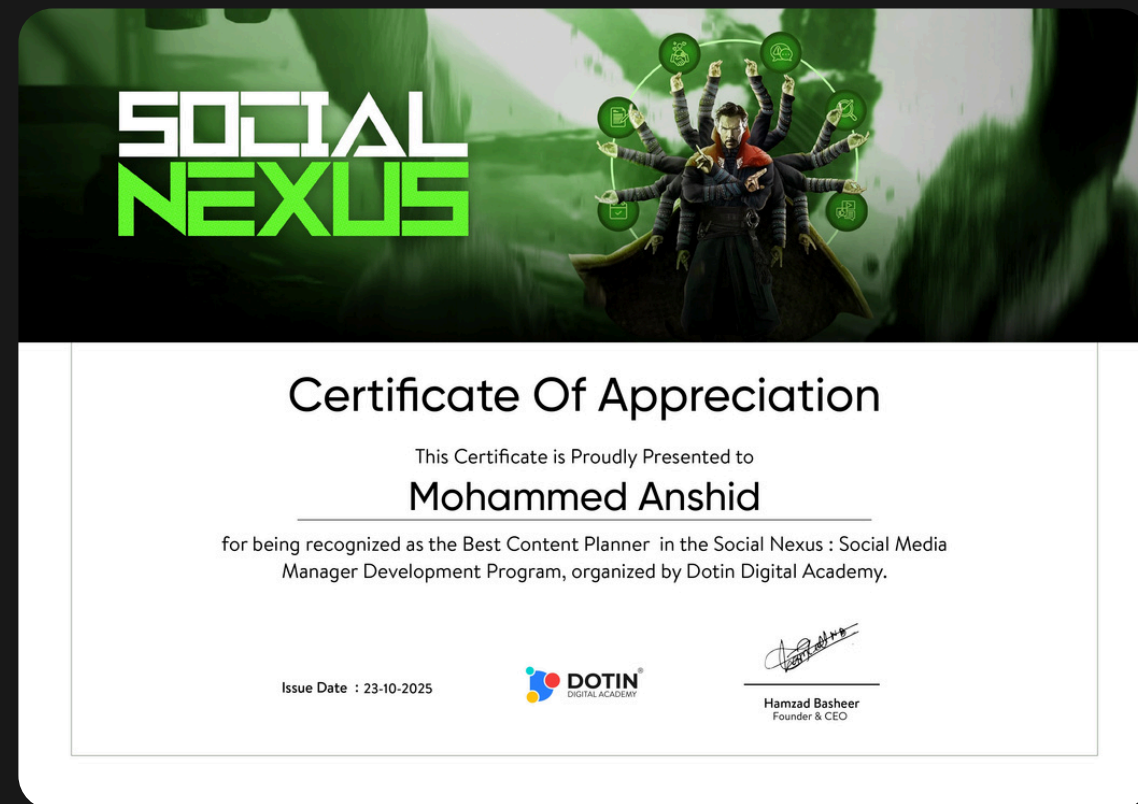 SOCIAL
NEXUS
Certificate Of Appreciation
This Certificate is Proudly Presented to
Mohammed Anshid
for being recognized as the Best Content Planner in the Social Nexus : Social Media
Manager Development Program, organized by Dotin Digital Academy.
Issue Date : 23-10-2025
DOTIN®
DIGITAL ACADEMY
Hamzad Basheer
Founder & CEO